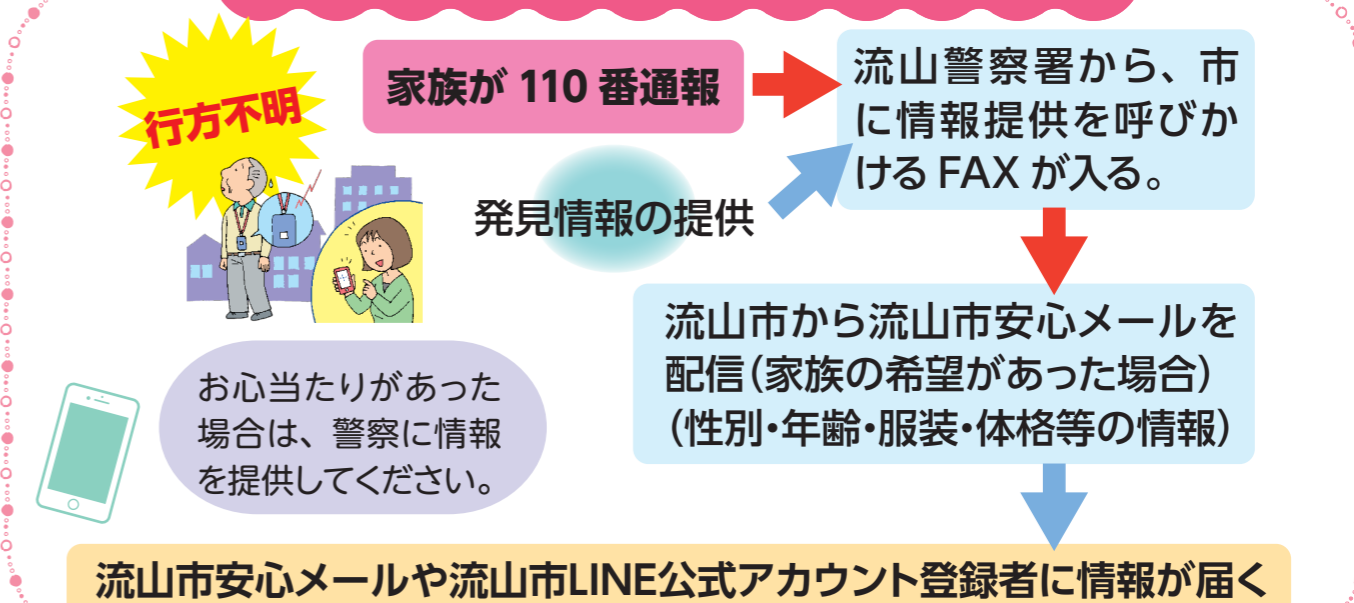 行方不明
家族が 110 番通報
流山警察署から、市
に情報提供を呼びか
ける FAX が入る。
発見情報の提供
流山市から流山市安心メールを
配信(家族の希望があった場合)
(性別・年齢・服装・体格等の情報)
お心当たりがあった
場合は、警察に情報
を提供してください。
流山市安心メールや流山市LINE公式アカウント登録者に情報が届く